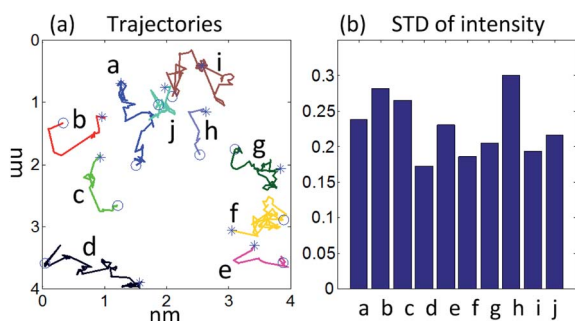 (a) Trajectories
0
1
2
3
4
nm
0 1 2 3 4
nm
a
b
c
d
e
f
g
h
i
j
(b) STD of intensity
0.3
0.25
0.2
0.15
0.1
0.05
0
a b c d e f g h i j